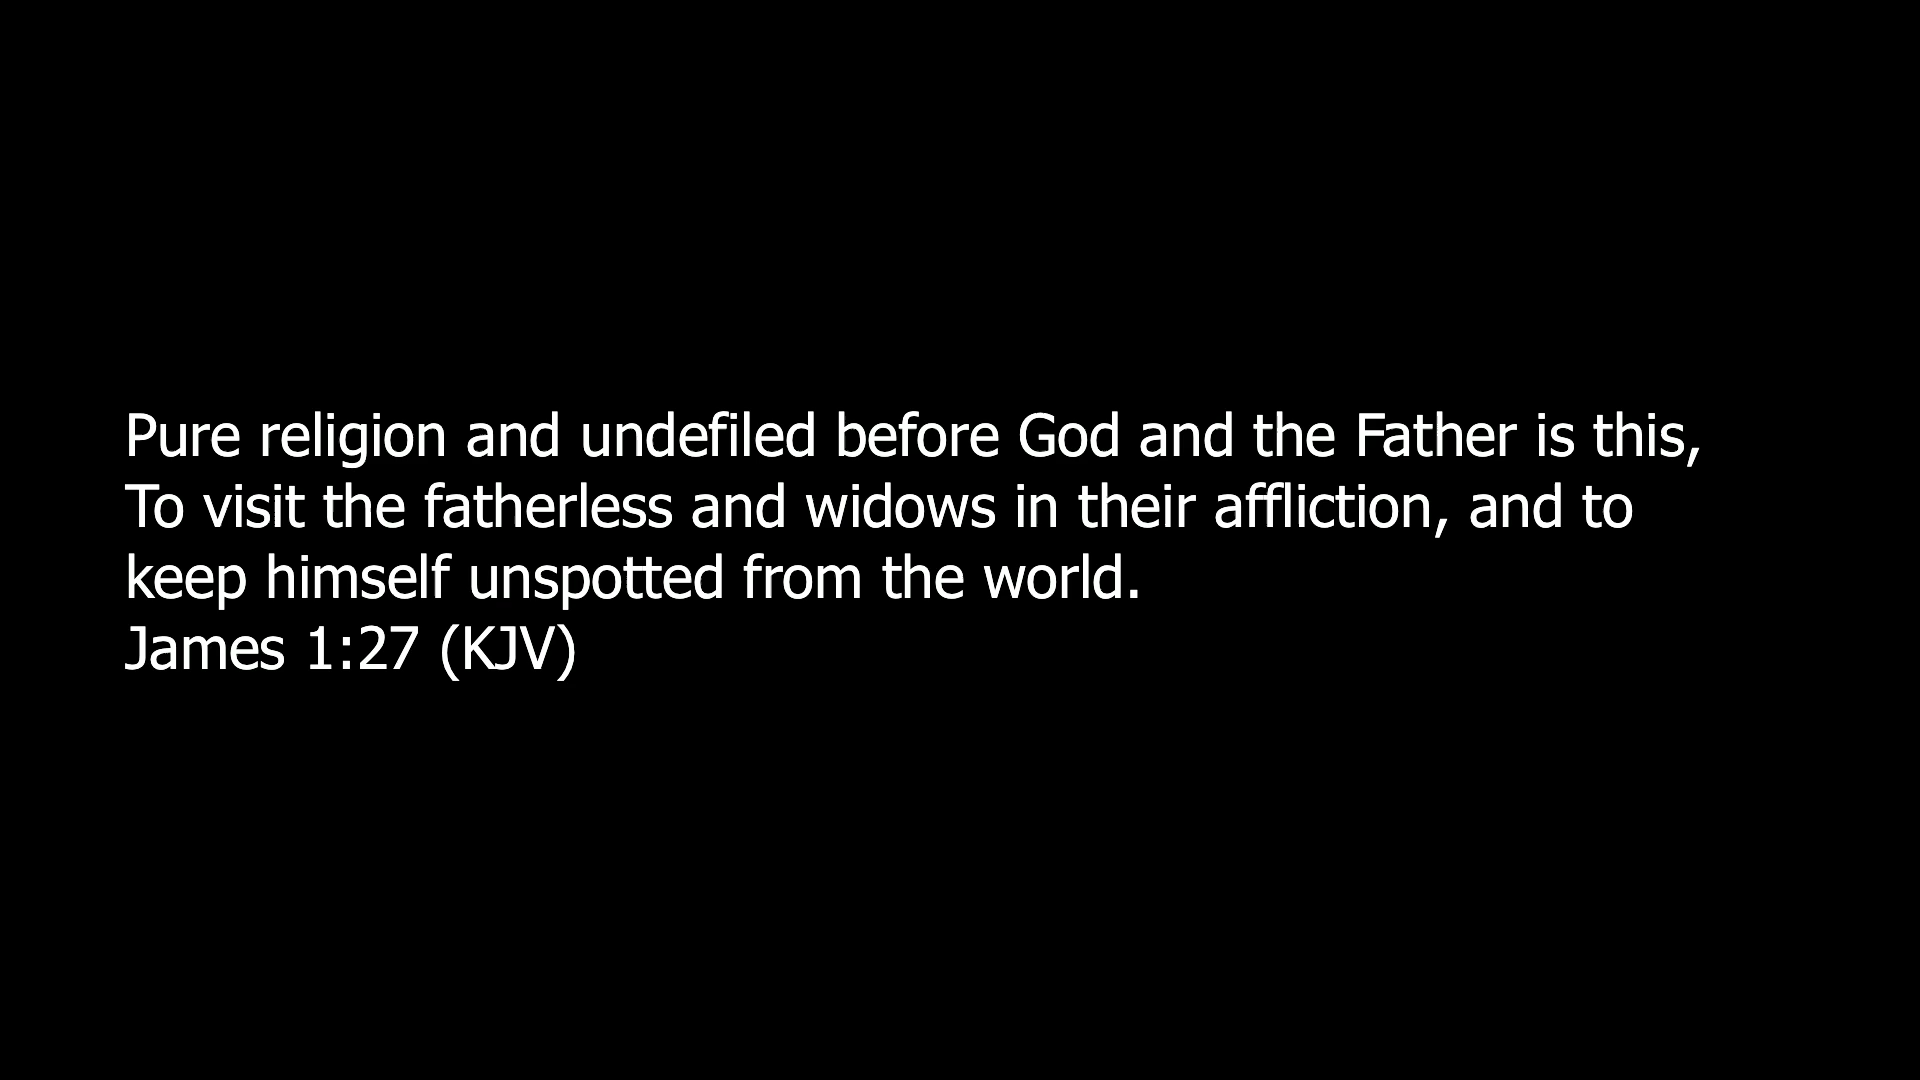 Pure religion and undefiled before God and the Father is this,
To visit the fatherless and widows in their affliction, and to
keep himself unspotted from the world.
James 1:27 (KJV)